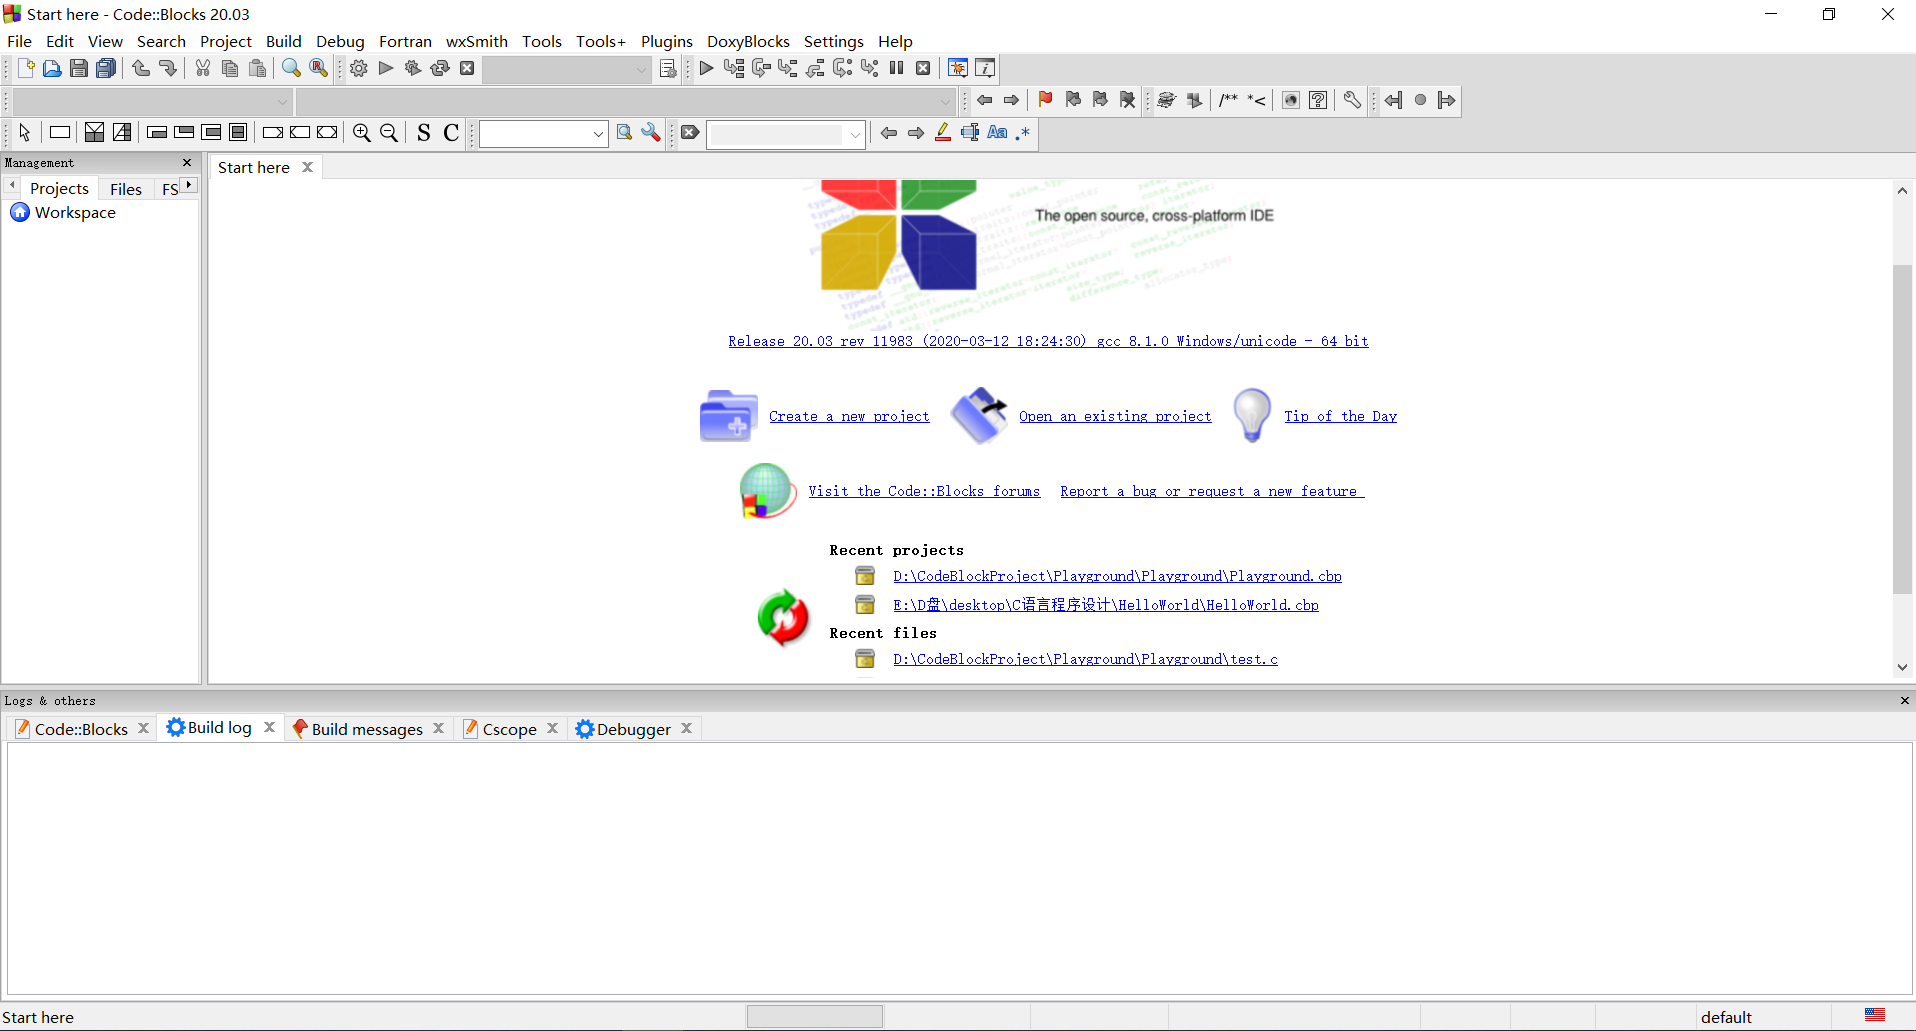 Start here - Code::Blocks 20.03
File Edit View Search Project Build Debug Fortran wxSmith Tools Tools+ Plugins DoxyBlocks Settings Help
/** *<
S C
Aa .*
Management
Start here
Projects Files FS
Workspace
The open source, cross-platform IDE
Release 20.03 rev 11983 (2020-03-12 18:24:30) gcc 8.1.0 Windows/unicode - 64 bit
Create a new project Open an existing project Tip of the Day
Visit the Code::Blocks forums Report a bug or request a new feature
Recent projects
D:\CodeBlockProject\Playground\Playground\Playground.cbp
E:\D盘\desktop\C语言程序设计\HelloWorld\HelloWorld.cbp
Recent files
D:\CodeBlockProject\Playground\Playground\test.c
Logs & others
Code::Blocks Build log Build messages Cscope Debugger
Start here default